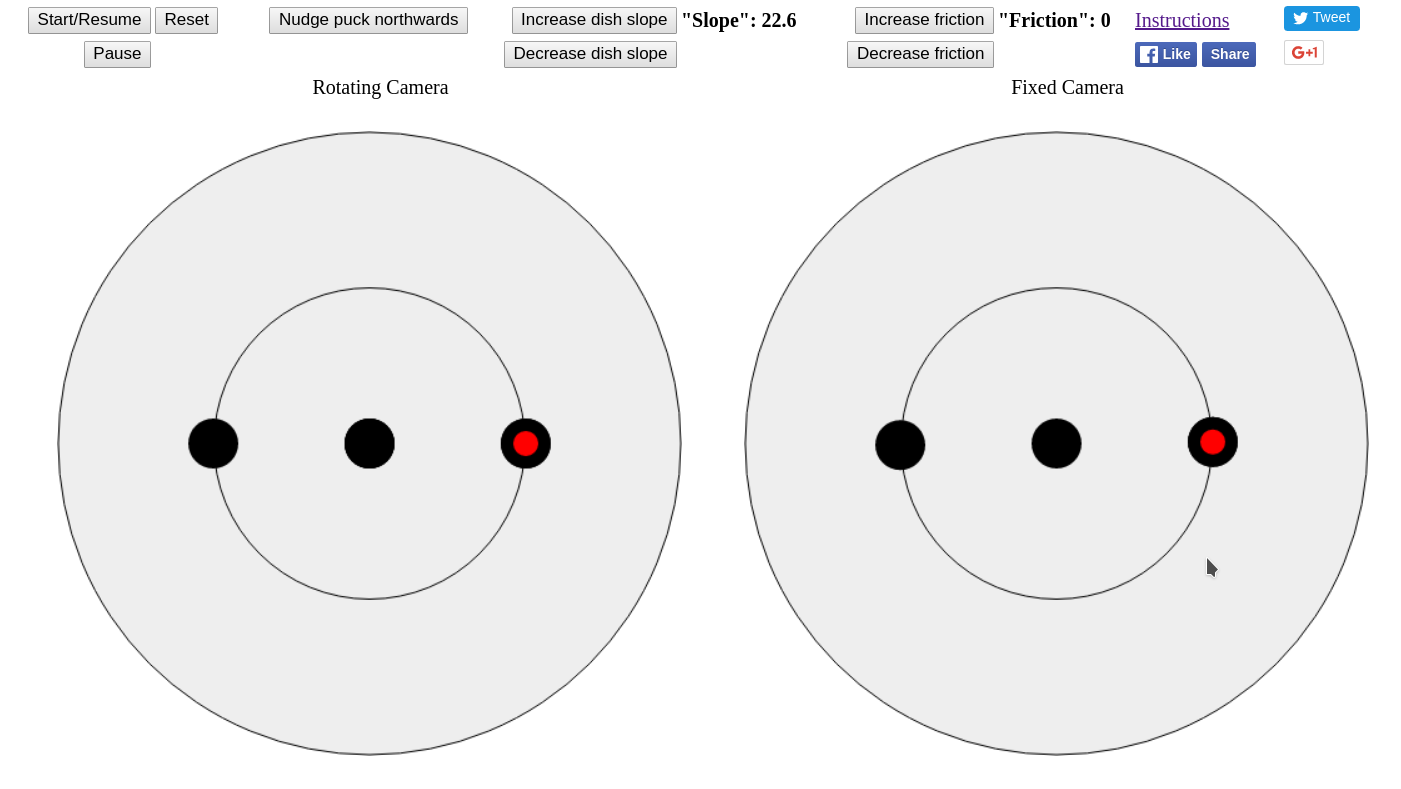 Start/Resume Reset Nudge puck northwards Increase dish slope "Slope": 22.6 Increase friction "Friction": 0 Instructions Tweet
Pause Decrease dish slope Decrease friction Like Share G+1
Rotating Camera Fixed Camera